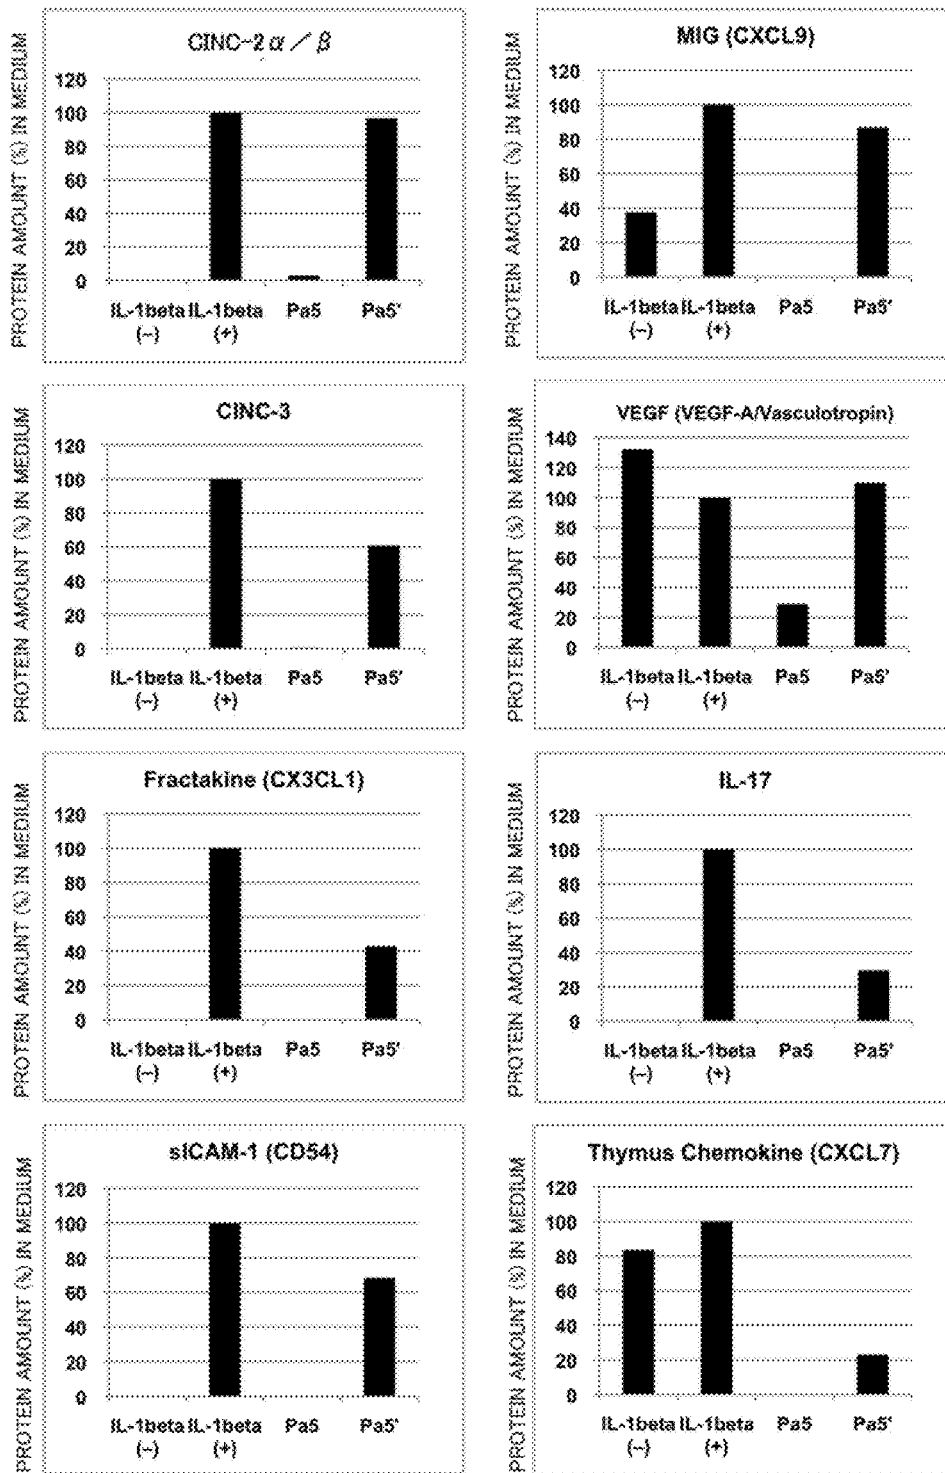 CINC-2α／β
PROTEIN AMOUNT (%) IN MEDIUM
120
100
80
60
40
20
0
IL-1beta IL-1beta Pa5 Pa5'
(−) (+)
MIG (CXCL9)
PROTEIN AMOUNT (%) IN MEDIUM
120
100
80
60
40
20
0
IL-1beta IL-1beta Pa5 Pa5'
(−) (+)
CINC-3
PROTEIN AMOUNT (%) IN MEDIUM
120
100
80
60
40
20
0
IL-1beta IL-1beta Pa5 Pa5'
(−) (+)
VEGF (VEGF-A/Vasculotropin)
PROTEIN AMOUNT (%) IN MEDIUM
140
120
100
80
60
40
20
0
IL-1beta IL-1beta Pa5 Pa5'
(−) (+)
Fractakine (CX3CL1)
PROTEIN AMOUNT (%) IN MEDIUM
120
100
80
60
40
20
0
IL-1beta IL-1beta Pa5 Pa5'
(−) (+)
IL-17
PROTEIN AMOUNT (%) IN MEDIUM
120
100
80
60
40
20
0
IL-1beta IL-1beta Pa5 Pa5'
(−) (+)
sICAM-1 (CD54)
PROTEIN AMOUNT (%) IN MEDIUM
120
100
80
60
40
20
0
IL-1beta IL-1beta Pa5 Pa5'
(−) (+)
Thymus Chemokine (CXCL7)
PROTEIN AMOUNT (%) IN MEDIUM
120
100
80
60
40
20
0
IL-1beta IL-1beta Pa5 Pa5'
(−) (+)